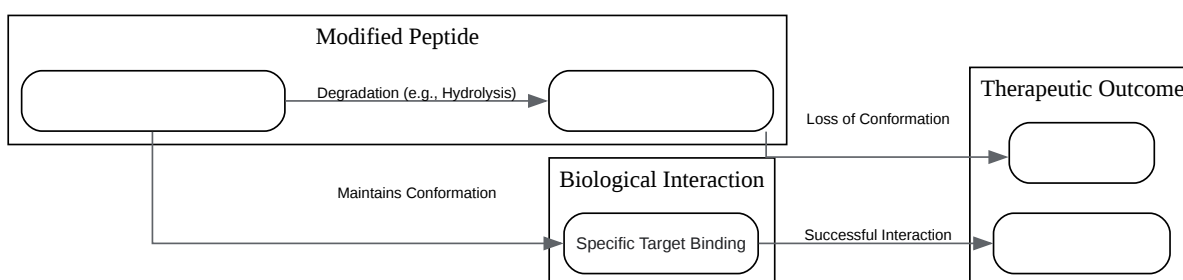 Modified Peptide
Degradation (e.g., Hydrolysis)
Therapeutic Outcome
Loss of Conformation
Biological Interaction
Maintains Conformation
Specific Target Binding
Successful Interaction